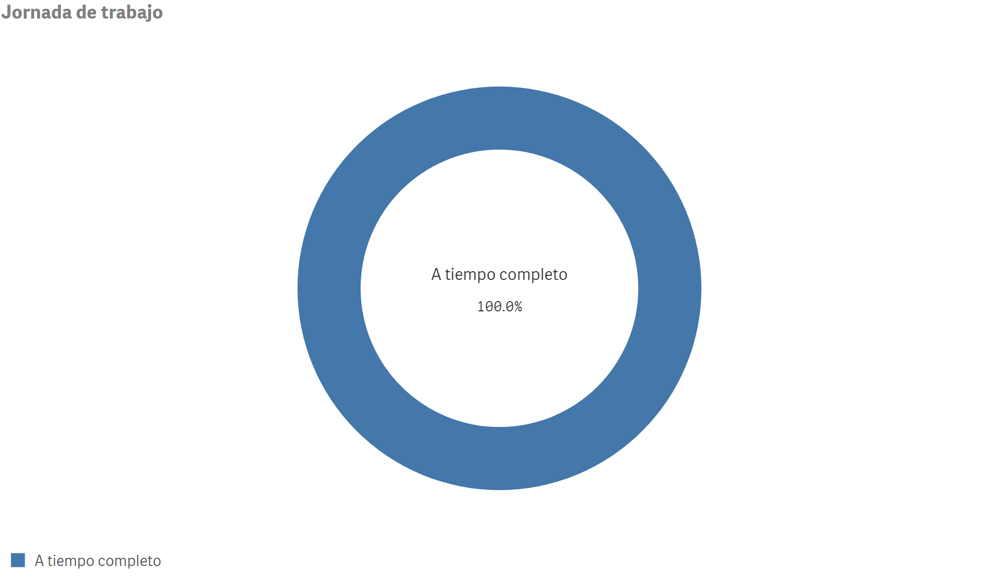 Jornada de trabajo
A tiempo completo
100.0%
A tiempo completo